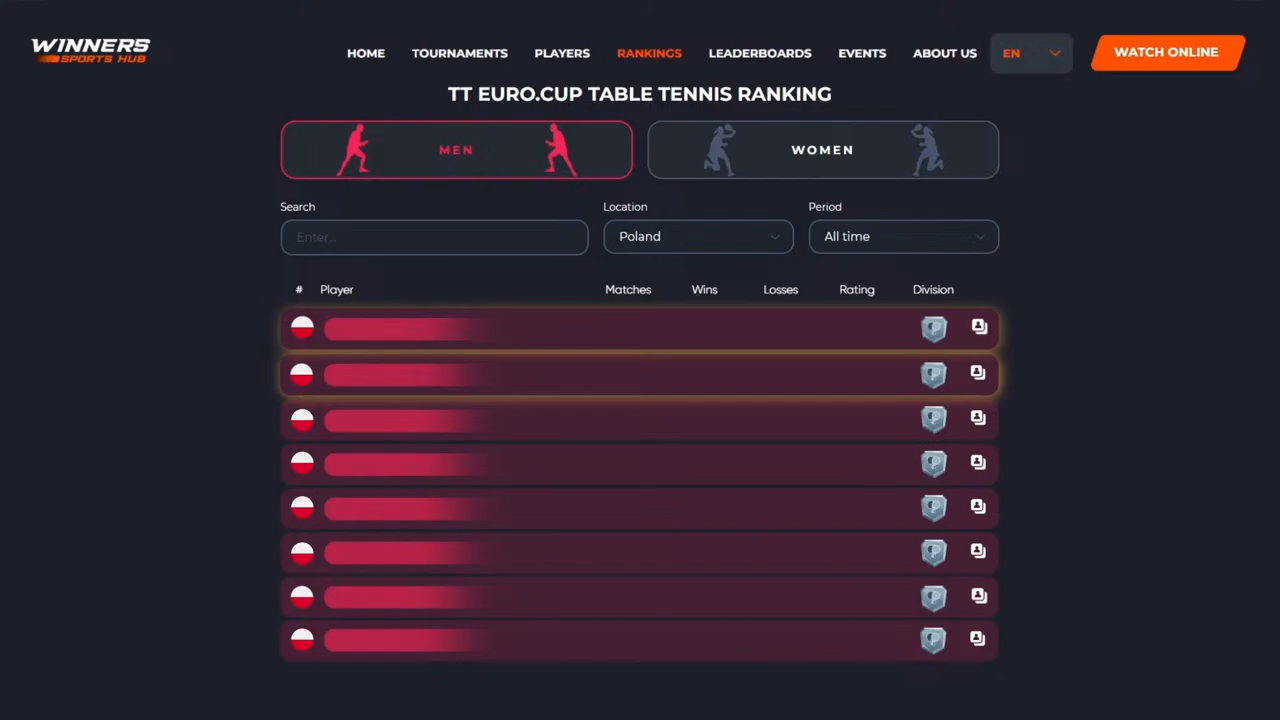 WINNERS
SPORTS HUB
HOME TOURNAMENTS PLAYERS RANKINGS LEADERBOARDS EVENTS ABOUT US EN WATCH ONLINE
TT EURO.CUP TABLE TENNIS RANKING
MEN WOMEN
Search Location Period
Enter... Poland All time
# Player Matches Wins Losses Rating Division